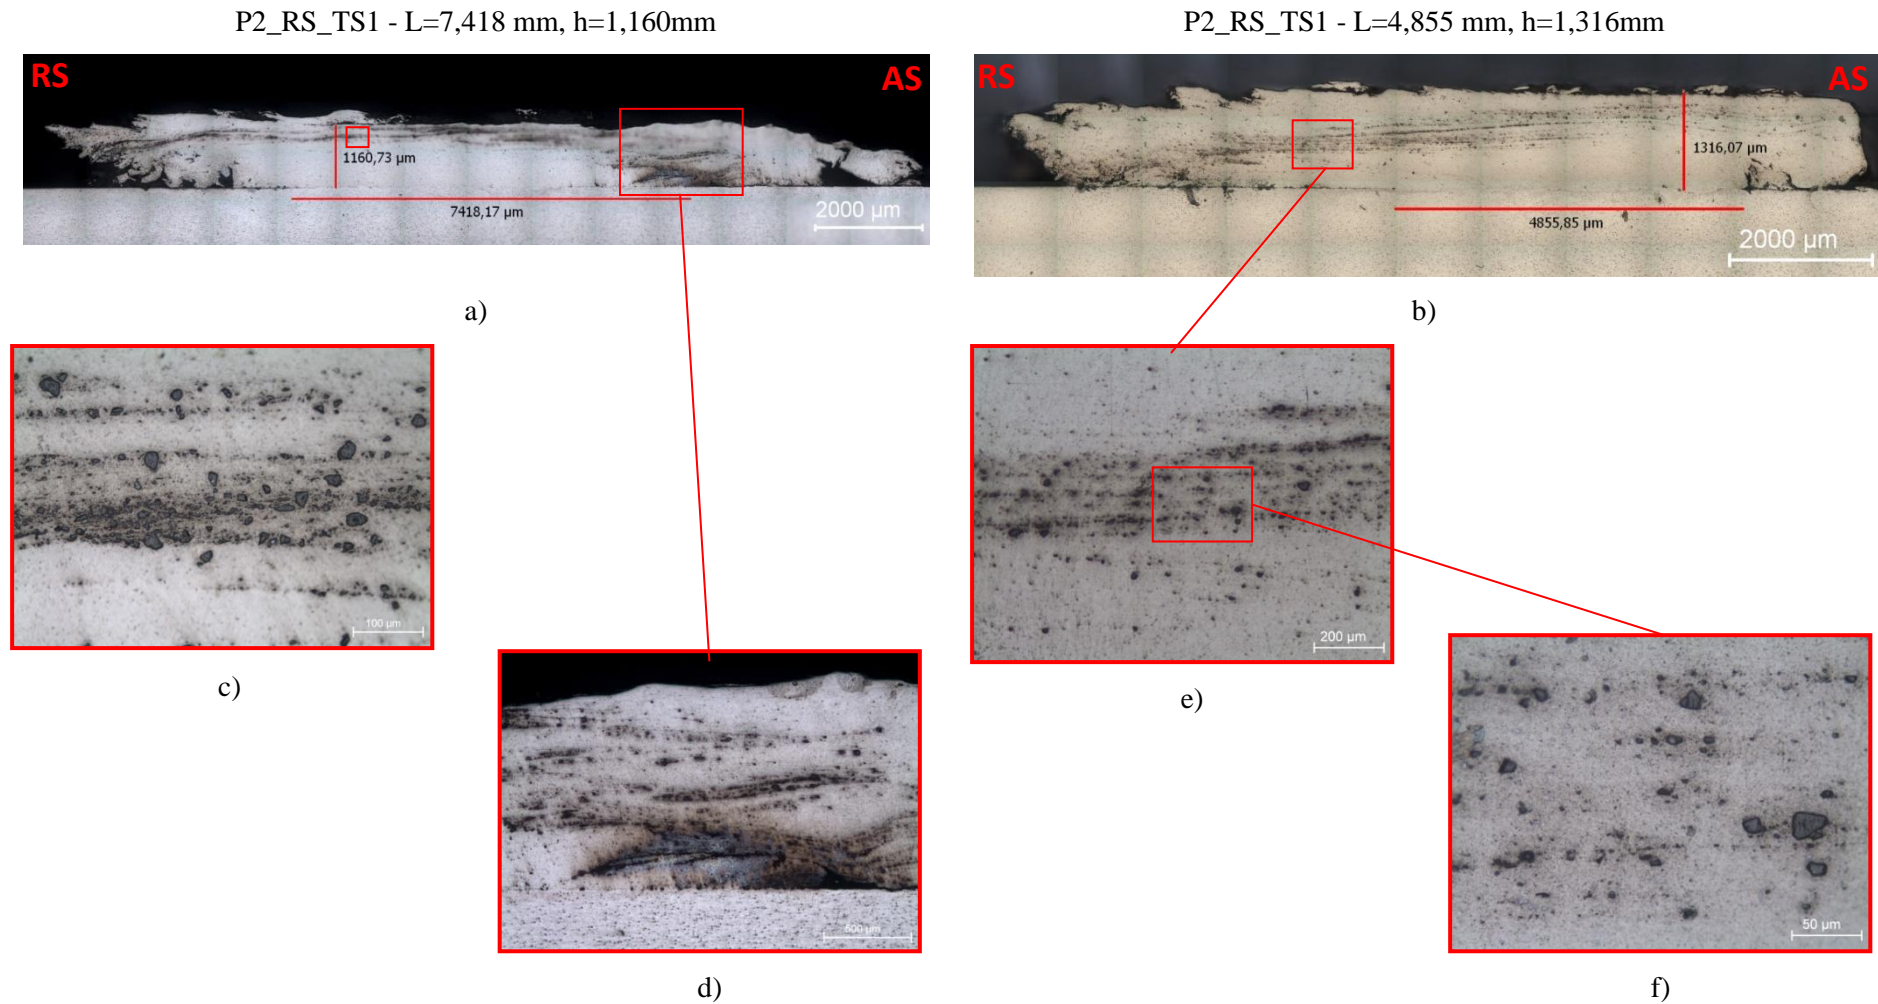 P2_RS_TS1 - L=7,418 mm, h=1,160mm
P2_RS_TS1 - L=4,855 mm, h=1,316mm
RS
AS
1160,73 µm
7418,17 µm
2000 µm
RS
AS
1316,07 µm
4855,85 µm
2000 µm
a)
b)
100 µm
c)
200 µm
e)
500 µm
d)
50 µm
f)